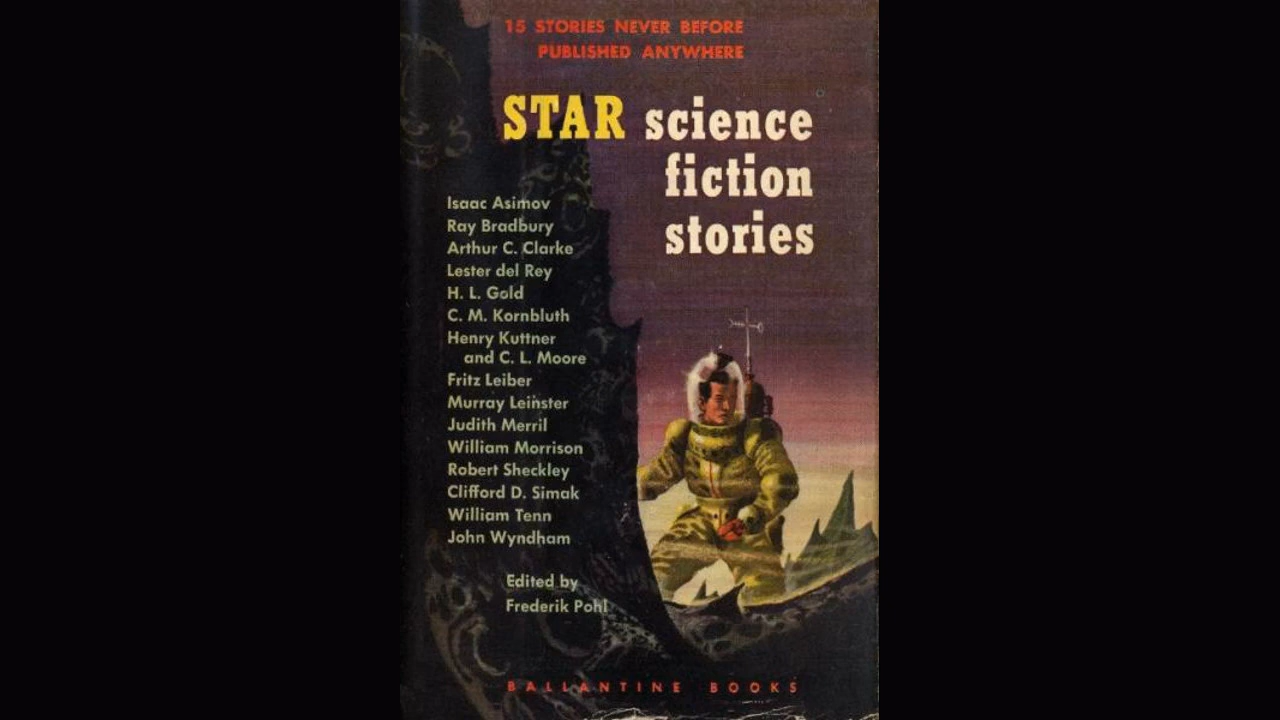 15 STORIES NEVER BEFORE
PUBLISHED ANYWHERE
STAR science
fiction
stories
Isaac Asimov
Ray Bradbury
Arthur C. Clarke
Lester del Rey
H. L. Gold
C. M. Kornbluth
Henry Kuttner
and C. L. Moore
Fritz Leiber
Murray Leinster
Judith Merril
William Morrison
Robert Sheckley
Clifford D. Simak
William Tenn
John Wyndham
Edited by
Frederik Pohl
BALLANTINE BOOKS